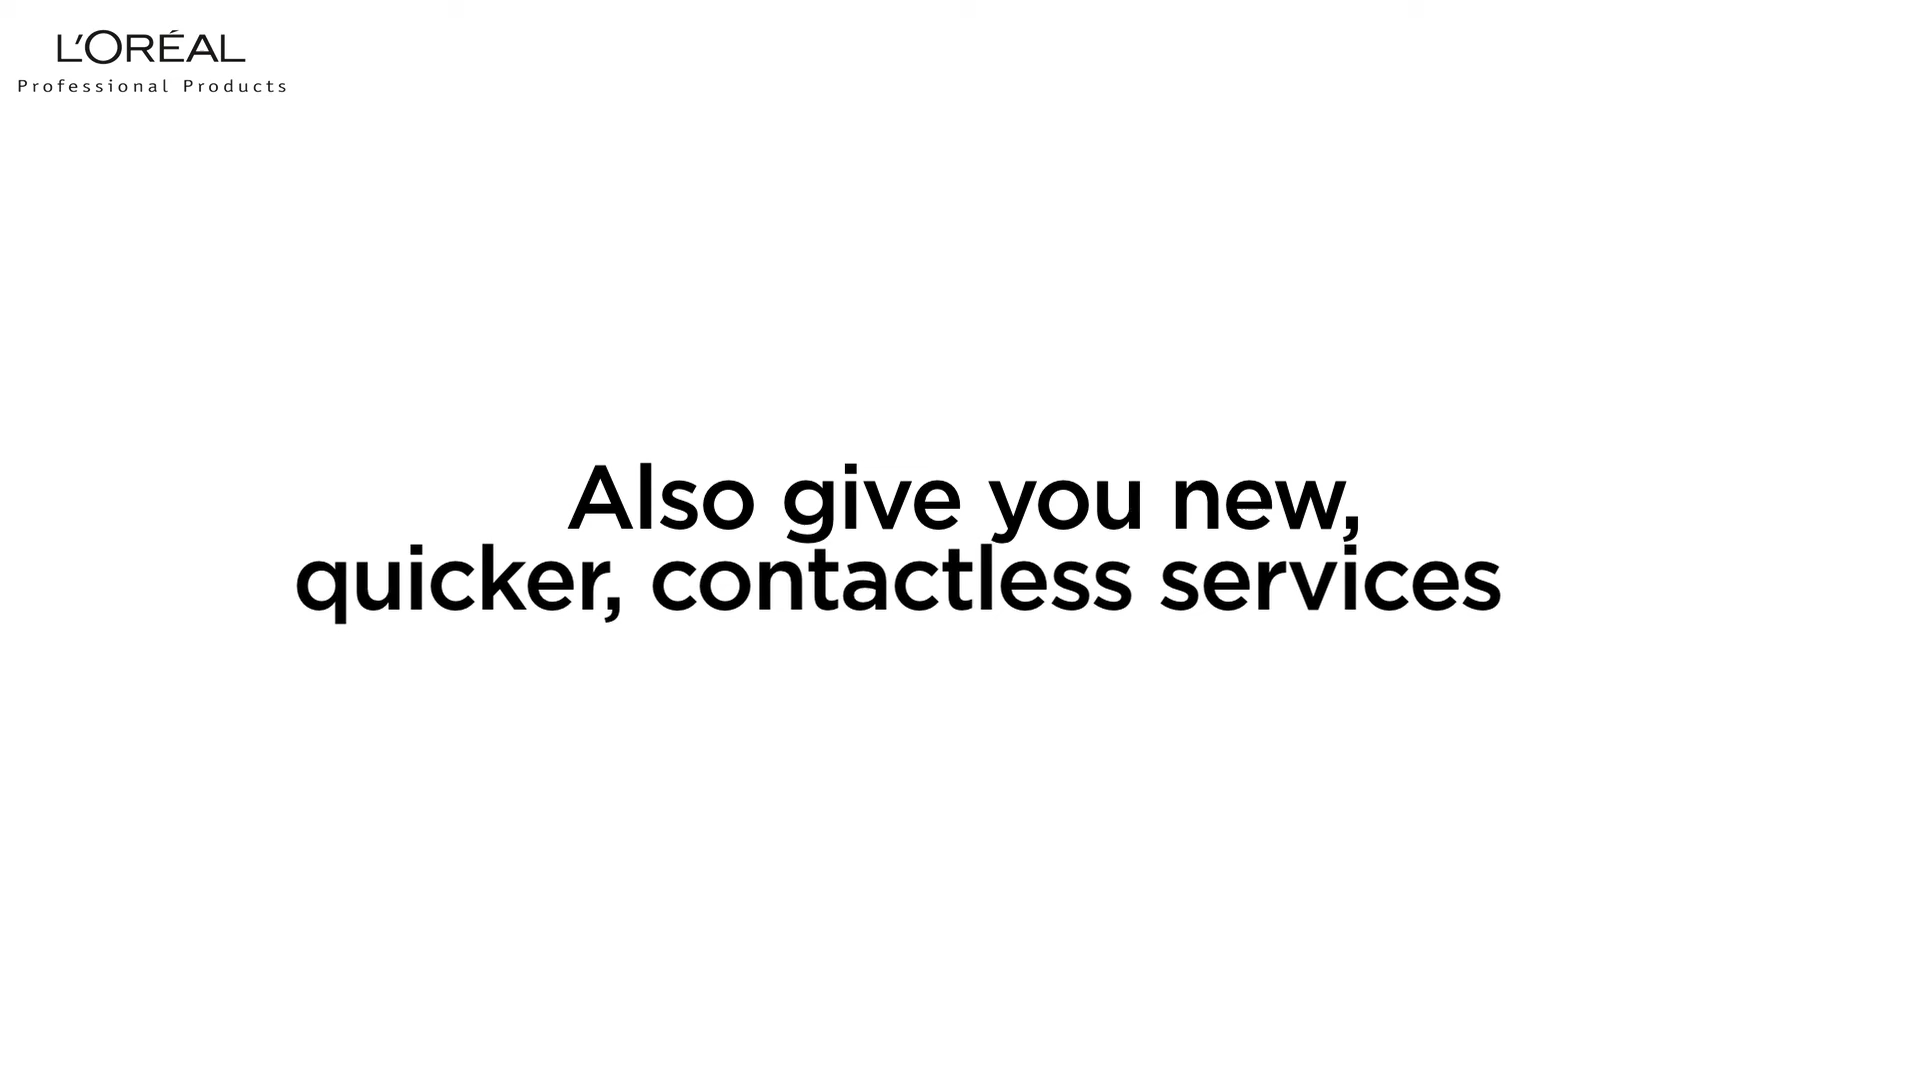 L'ORÉAL
Professional Products
Also give you new,
quicker, contactless services